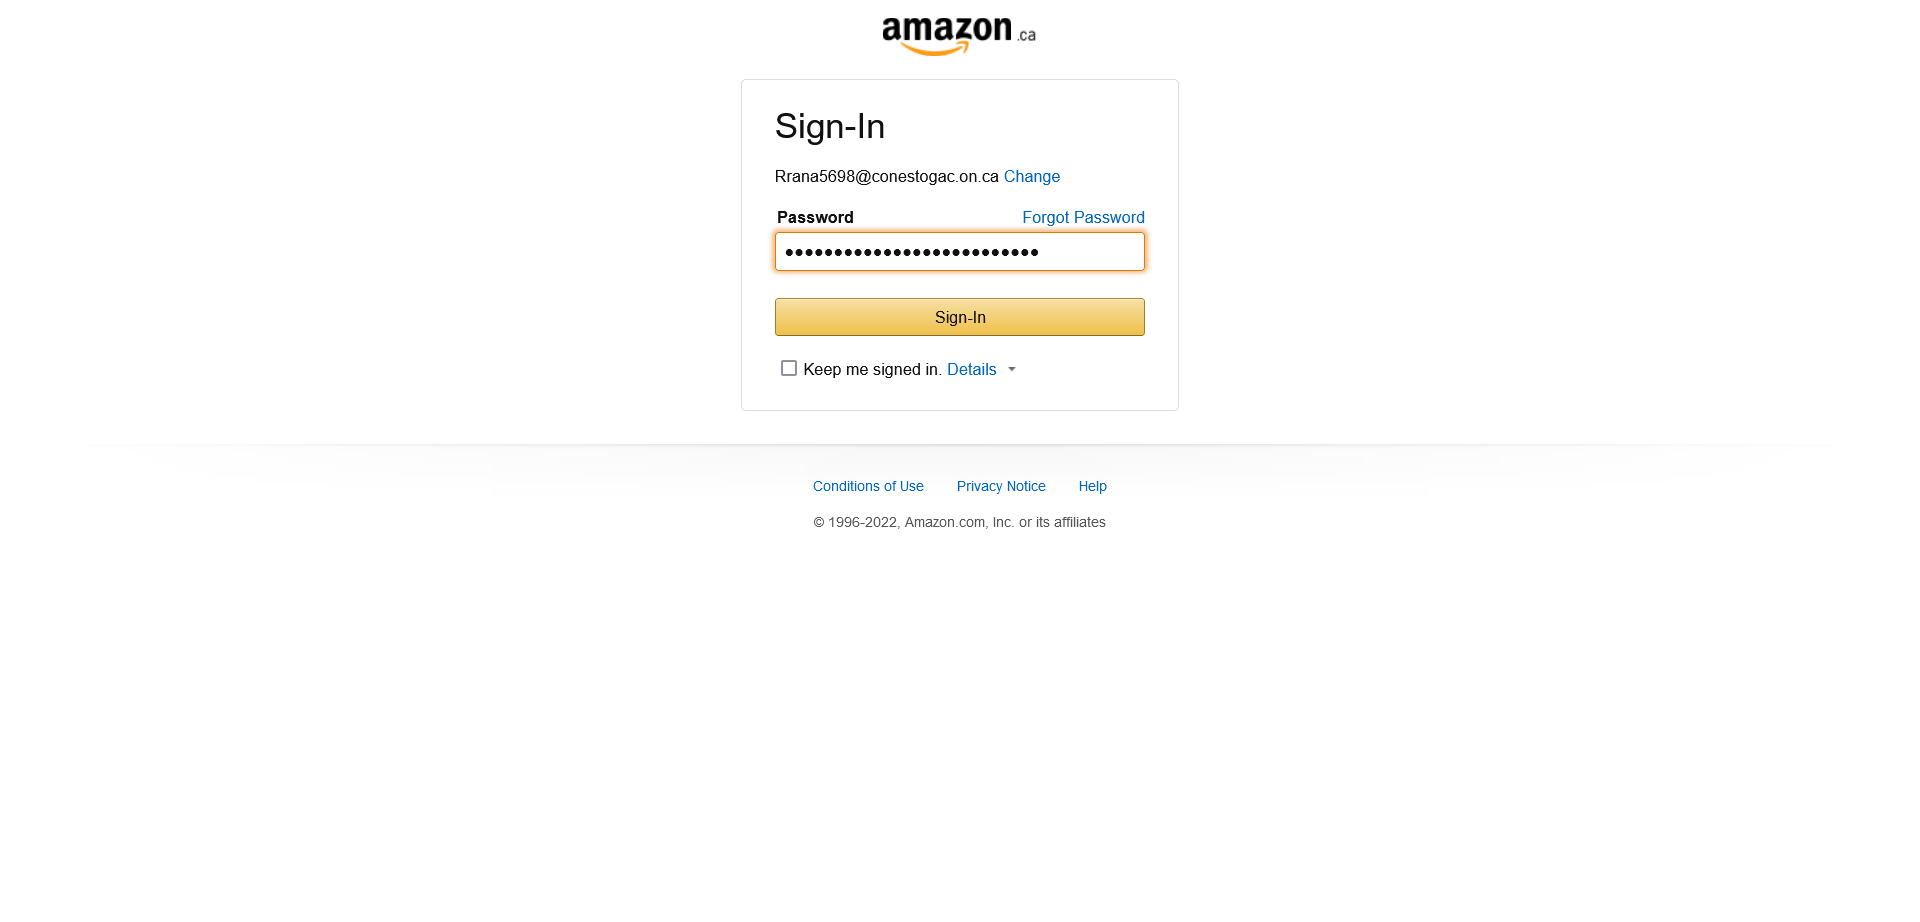 amazon.ca
Sign-In
Rrana5698@conestogac.on.ca Change
Password Forgot Password
••••••••••••••••••••••••••
Sign-In
Keep me signed in. Details
Conditions of Use Privacy Notice Help
© 1996-2022, Amazon.com, Inc. or its affiliates